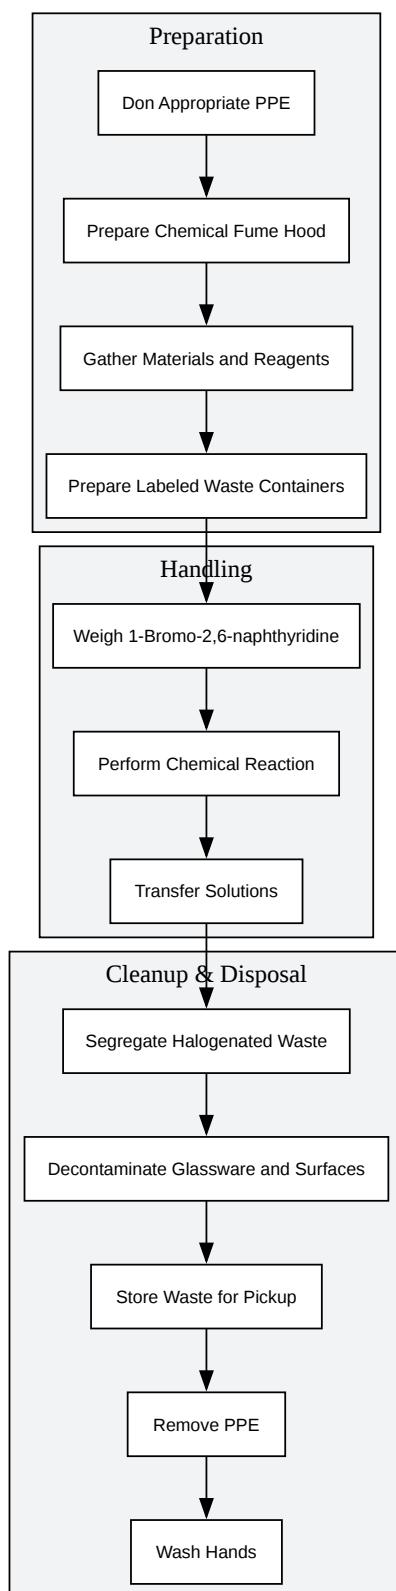 Preparation
Don Appropriate PPE
Prepare Chemical Fume Hood
Gather Materials and Reagents
Prepare Labeled Waste Containers
Handling
Weigh 1-Bromo-2,6-naphthyridine
Perform Chemical Reaction
Transfer Solutions
Cleanup & Disposal
Segregate Halogenated Waste
Decontaminate Glassware and Surfaces
Store Waste for Pickup
Remove PPE
Wash Hands